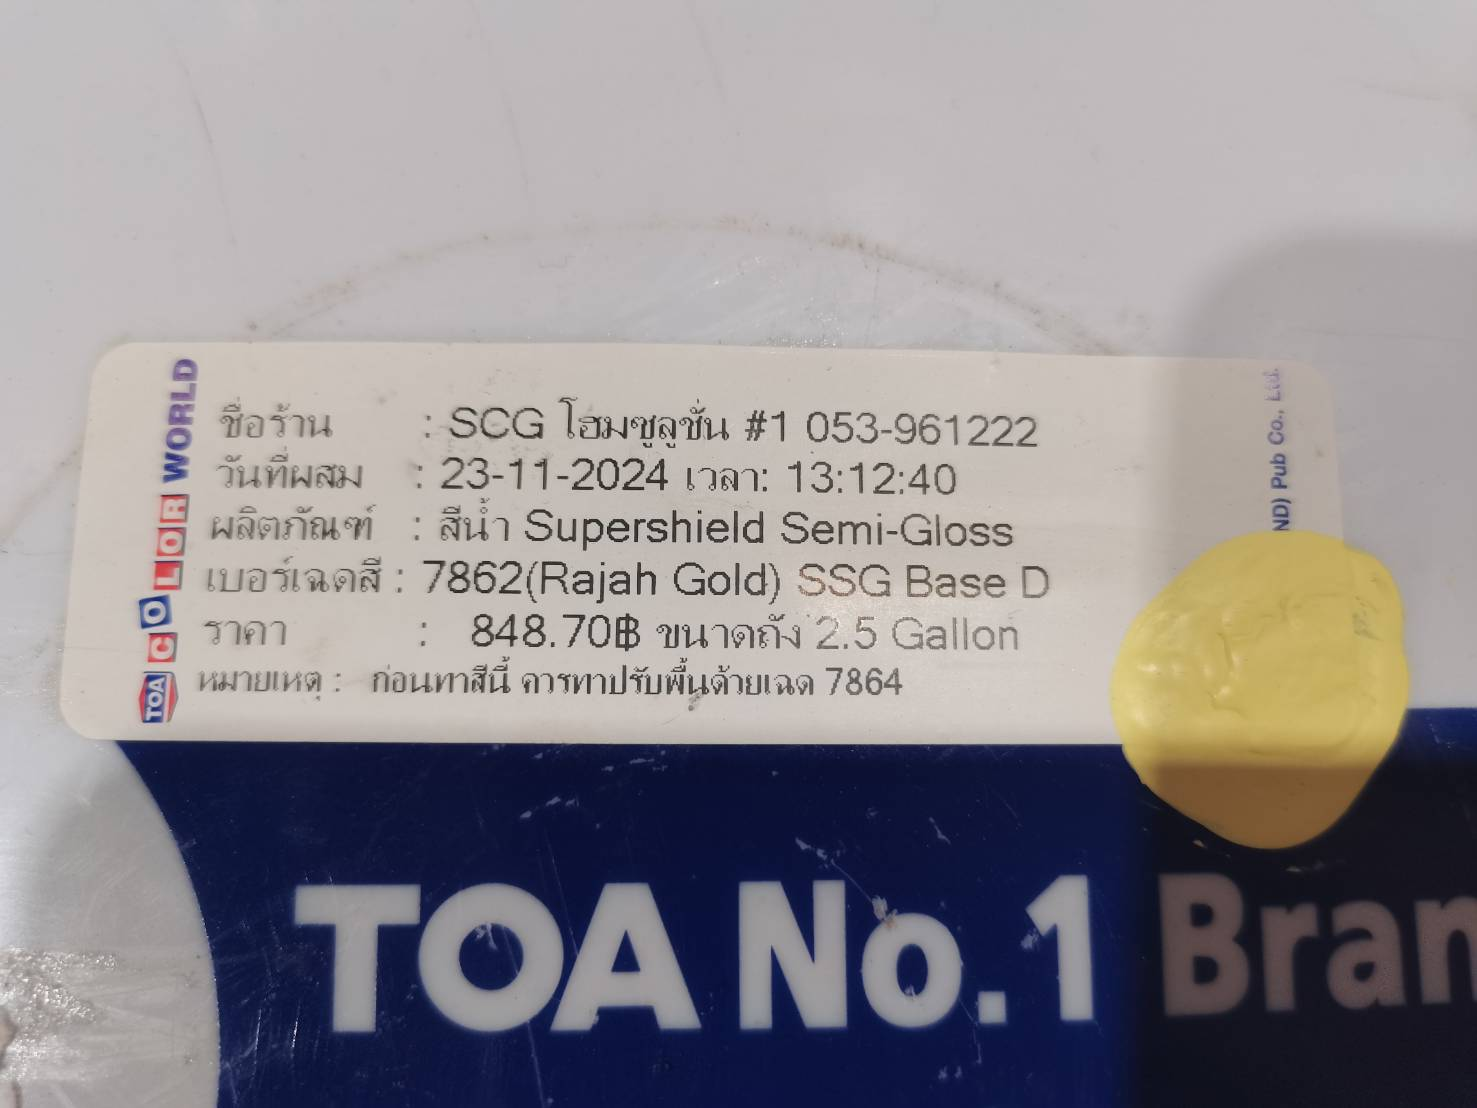 TOA COLOR WORLD
ชื่อร้าน : SCG โฮมซูลูชั่น #1 053-961222
วันที่ผสม : 23-11-2024 เวลา: 13:12:40
ผลิตภัณฑ์ : สีน้ำ Supershield Semi-Gloss
เบอร์เฉดสี : 7862(Rajah Gold) SSG Base D
ราคา : 848.70฿ ขนาดถัง 2.5 Gallon
หมายเหตุ : ก่อนทาสีนี้ ควรทาปรับพื้นด้วยเฉด 7864
ND) Pub Co., Ltd.
TOA No.1 Bran